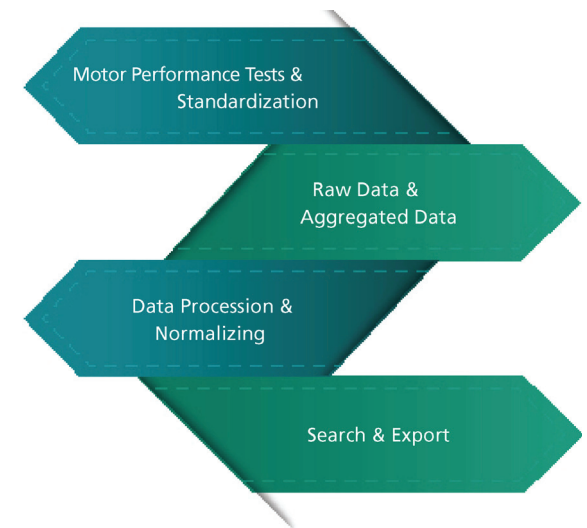 Motor Performance Tests &
Standardization
Raw Data &
Aggregated Data
Data Procession &
Normalizing
Search & Export